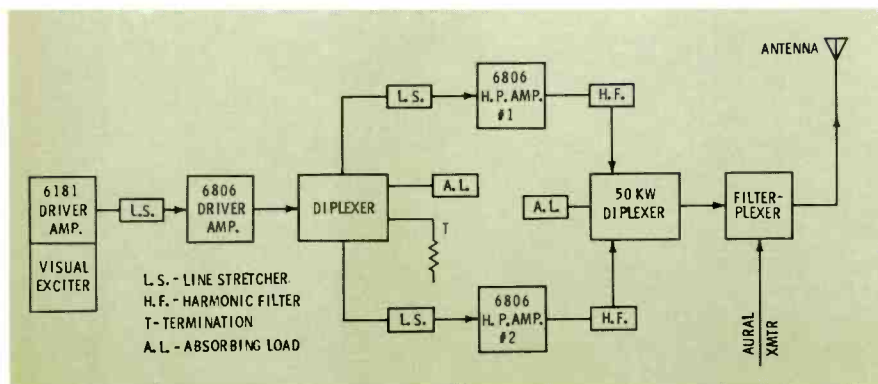 6181
DRIVER
AMP.
VISUAL
EXCITER
L.S.
6806
DRIVER
AMP.
DIPLEXER
A.L.
T
L.S.
6806
H.P. AMP.
#1
H.F.
L.S.
6806
H.P. AMP.
#2
H.F.
A.L.
50 KW
DIPLEXER
FILTER-
PLEXER
ANTENNA
AURAL
XMTR
L.S.-LINE STRETCHER
H.F.-HARMONIC FILTER
T-TERMINATION
A.L.-ABSORBING LOAD